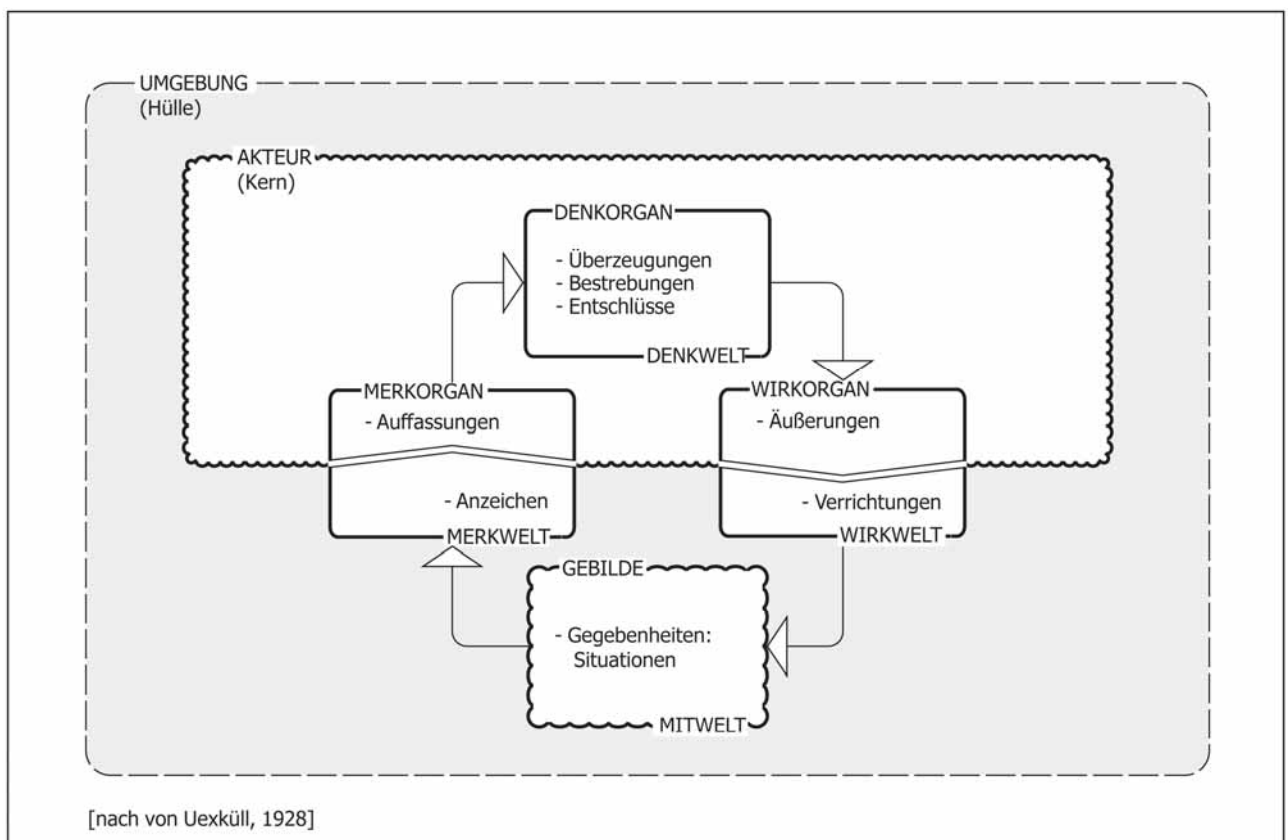 UMGEBUNG
(Hülle)
AKTEUR
(Kern)
DENKORGAN
- Überzeugungen
- Bestrebungen
- Entschlüsse
DENKWELT
MERKORGAN
- Auffassungen
- Anzeichen
MERKWELT
WIRKORGAN
- Äußerungen
- Verrichtungen
WIRKWELT
GEBILDE
- Gegebenheiten:
Situationen
MITWELT
[nach von Uexküll, 1928]